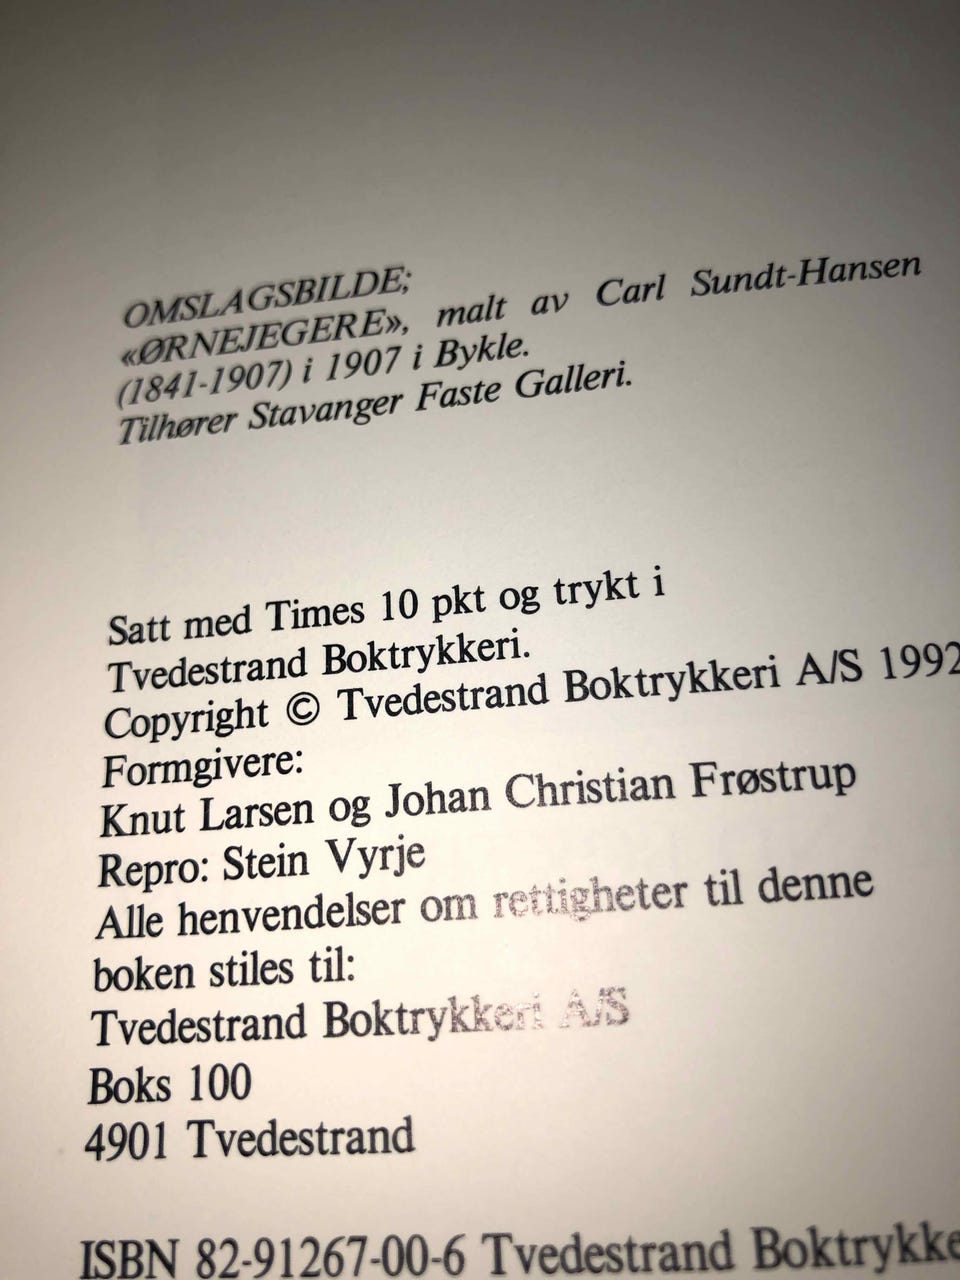 OMSLAGSBILDE;
«ØRNEJEGERE», malt av Carl Sundt-Hansen
(1841-1907) i 1907 i Bykle.
Tilhører Stavanger Faste Galleri.
Satt med Times 10 pkt og trykt i
Tvedestrand Boktrykkeri.
Copyright © Tvedestrand Boktrykkeri A/S 1992
Formgivere:
Knut Larsen og Johan Christian Frøstrup
Repro: Stein Vyrje
Alle henvendelser om rettigheter til denne
boken stiles til:
Tvedestrand Boktrykkeri A/S
Boks 100
4901 Tvedestrand
ISBN 82-91267-00-6 Tvedestrand Boktrykke